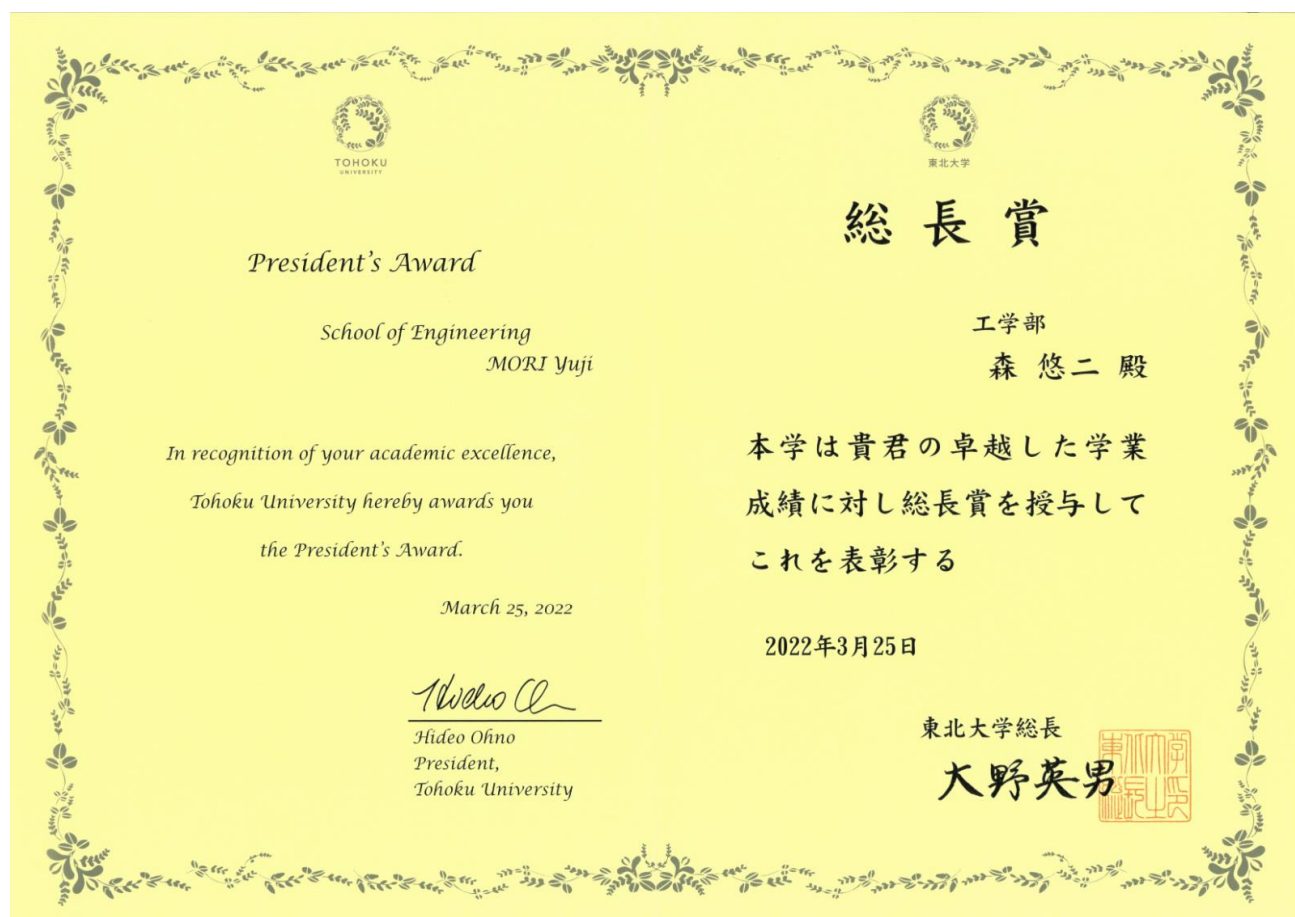 TOHOKU
UNIVERSITY
President's Award
School of Engineering
MORI Yuji
In recognition of your academic excellence,
Tohoku University hereby awards you
the President's Award.
March 25, 2022
Hideo Ohno
President,
Tohoku University
東北大学
総長賞
工学部
森 悠二 殿
本学は貴君の卓越した学業
成績に対し総長賞を授与して
これを表彰する
2022年3月25日
東北大学総長
大野英男